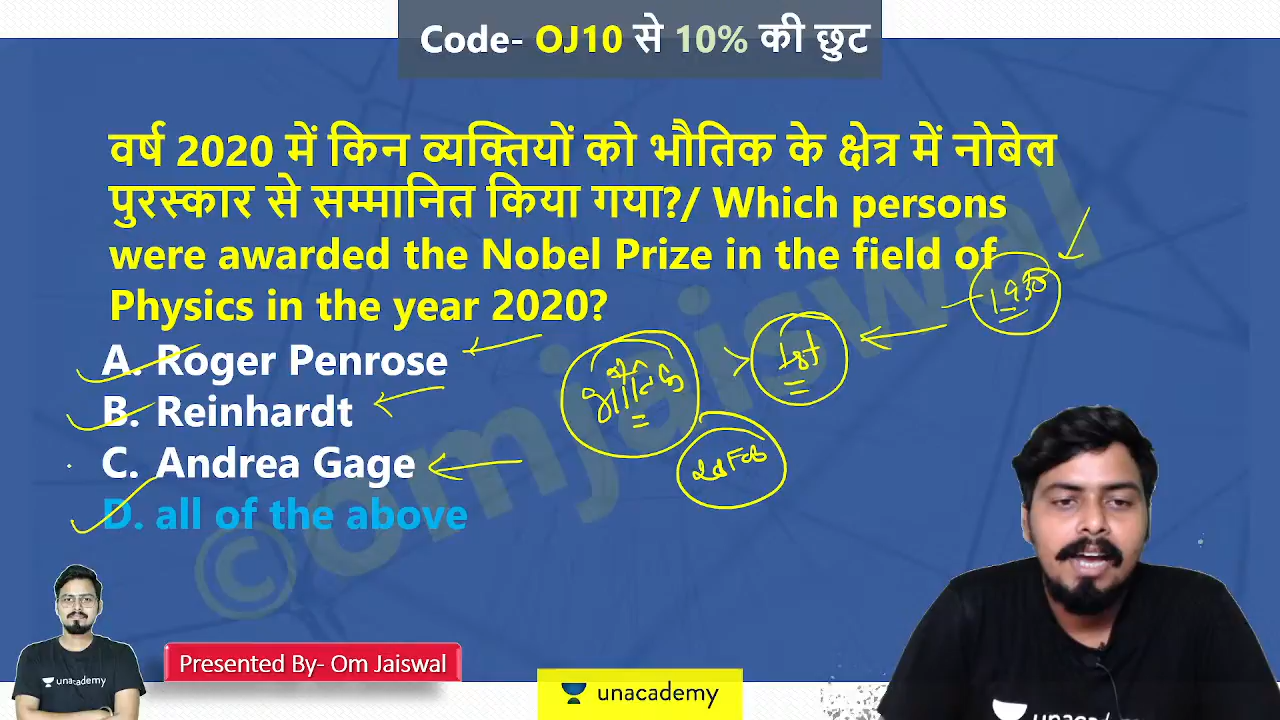 Code- OJ10 से 10% की छुट
वर्ष 2020 में किन व्यक्तियों को भौतिक के क्षेत्र में नोबेल
पुरस्कार से सम्मानित किया गया?/ Which persons
were awarded the Nobel Prize in the field of
Physics in the year 2020?
A. Roger Penrose
B. Reinhardt
C. Andrea Gage
D. all of the above
भौतिक
1st
©omjaiswal
unacademy
Presented By- Om Jaiswal
unacademy